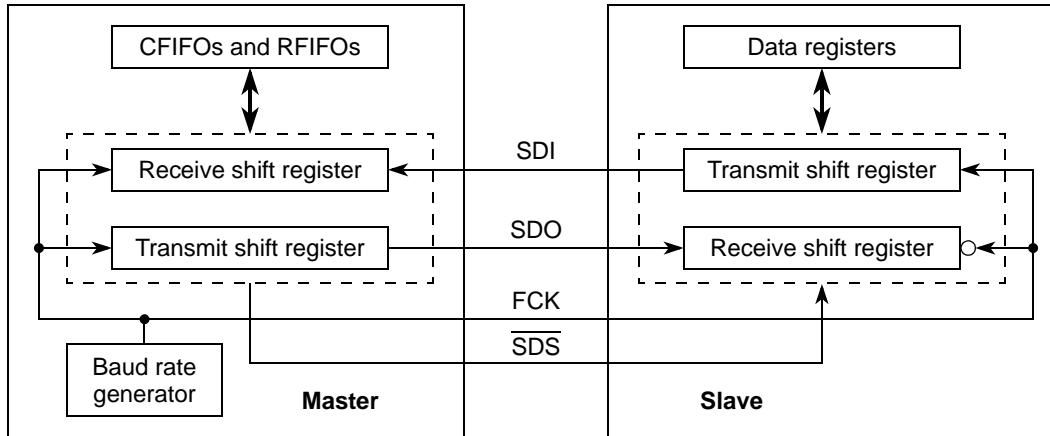 CFIFOs and RFIFOs
Data registers
SDI
Receive shift register
Transmit shift register
SDO
Transmit shift register
Receive shift register
FCK
SDS
Baud rate
generator
Master
Slave